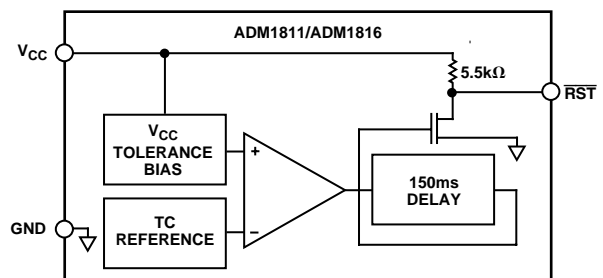 ADM1811/ADM1816
VCC
5.5kΩ
RST
VCC
TOLERANCE
BIAS
+
150ms
DELAY
GND
TC
REFERENCE
–